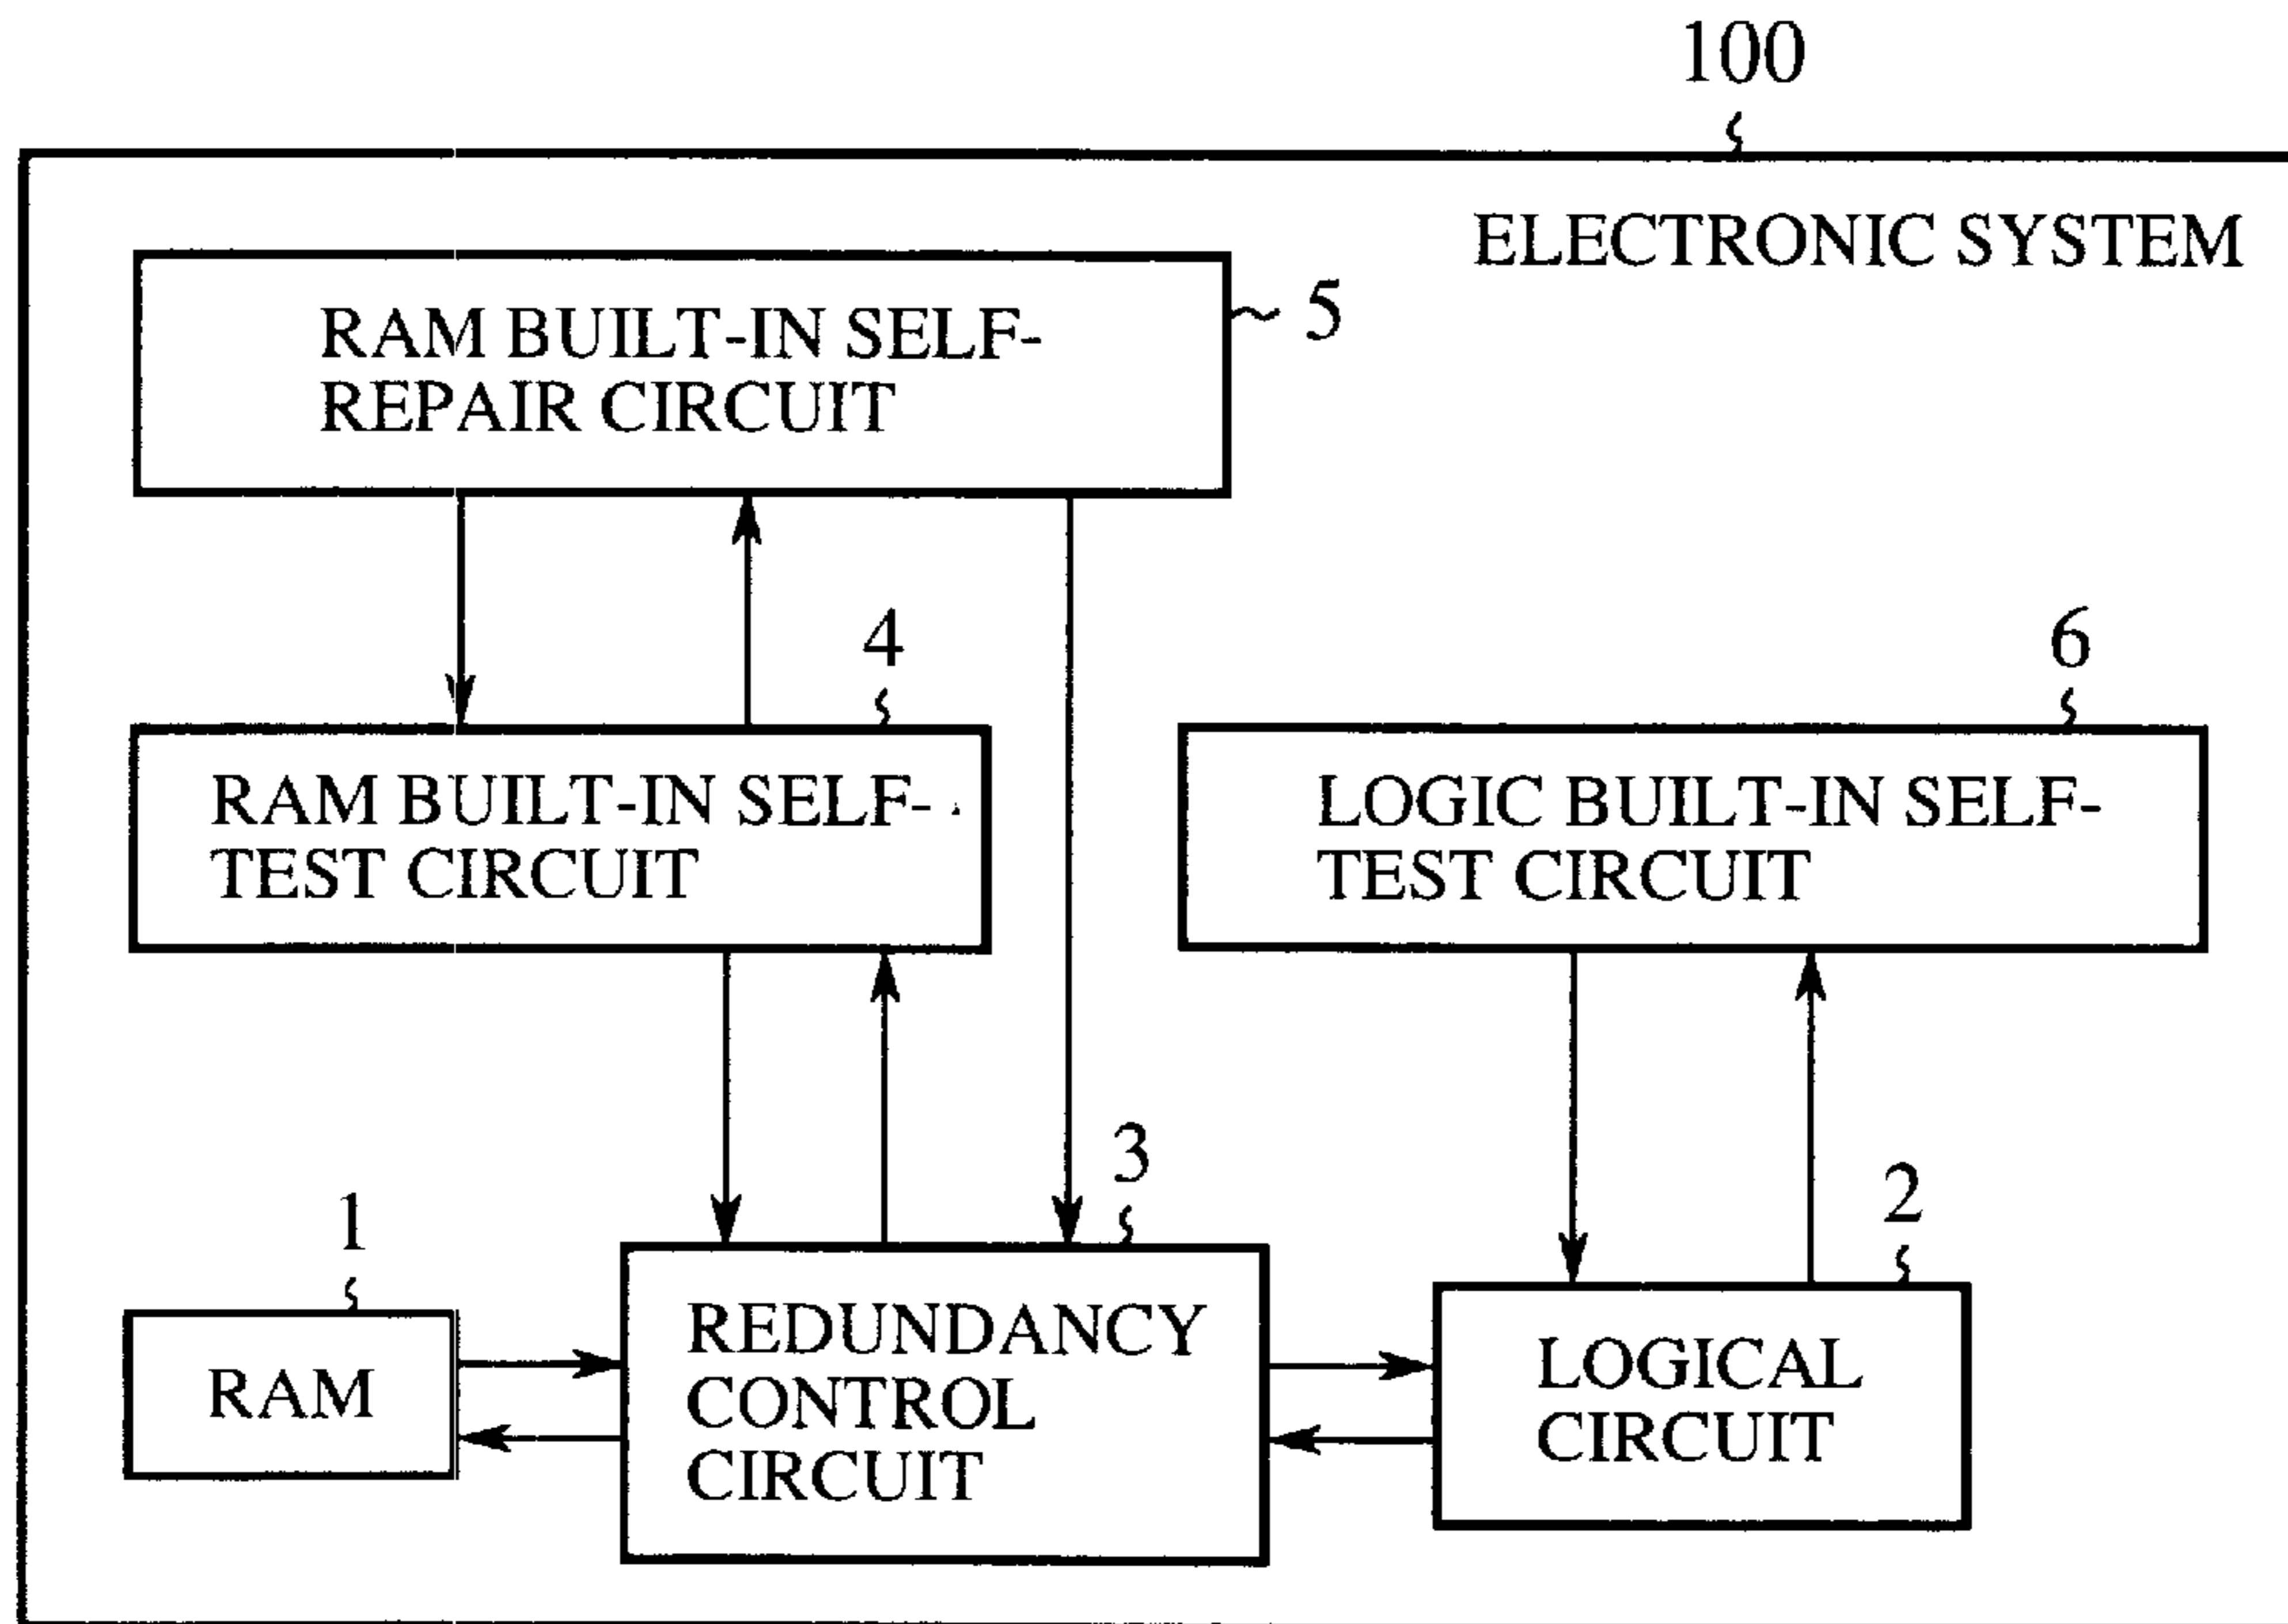 100
ELECTRONIC SYSTEM
RAM BUILT-IN SELF-
REPAIR CIRCUIT
5
4
6
RAM BUILT-IN SELF-
TEST CIRCUIT
LOGIC BUILT-IN SELF-
TEST CIRCUIT
3
1
2
RAM
REDUNDANCY
CONTROL
CIRCUIT
LOGICAL
CIRCUIT